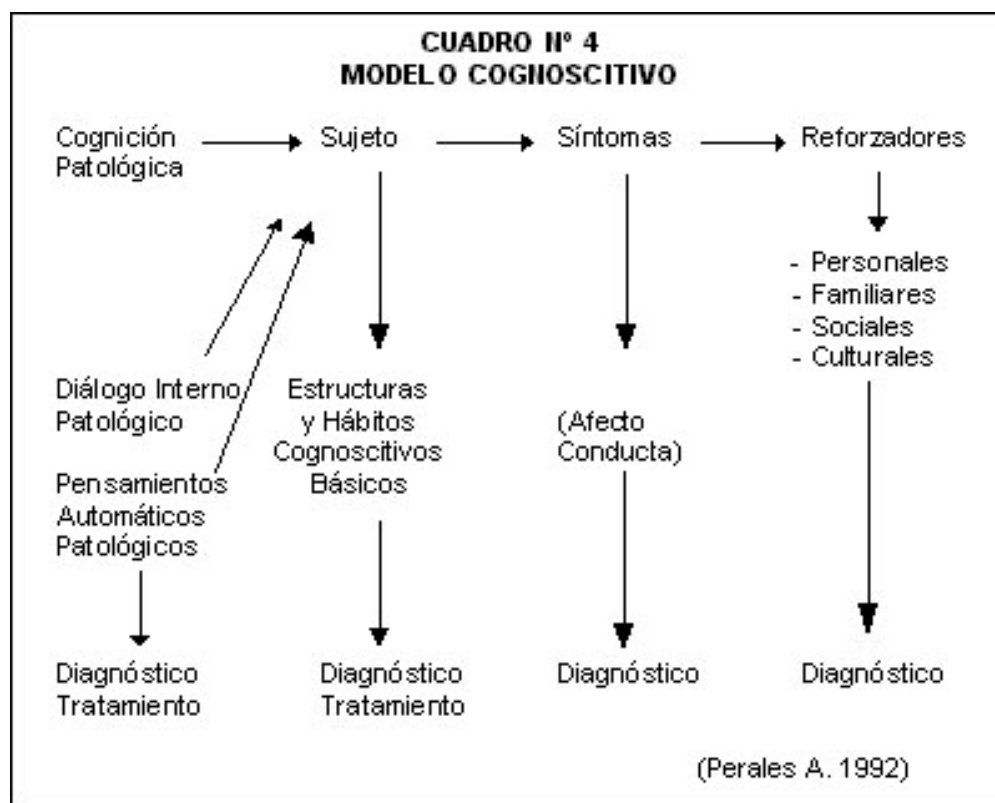 CUADRO Nº 4
MODELO COGNOSCITIVO
Cognición
Patológica
Sujeto
Síntomas
Reforzadores
- Personales
- Familiares
- Sociales
- Culturales
Diálogo Interno
Patológico
Estructuras
y Hábitos
Cognoscitivos
Básicos
(Afecto
Conducta)
Pensamientos
Automáticos
Patológicos
Diagnóstico
Tratamiento
Diagnóstico
Tratamiento
Diagnóstico
Diagnóstico
(Perales A. 1992)